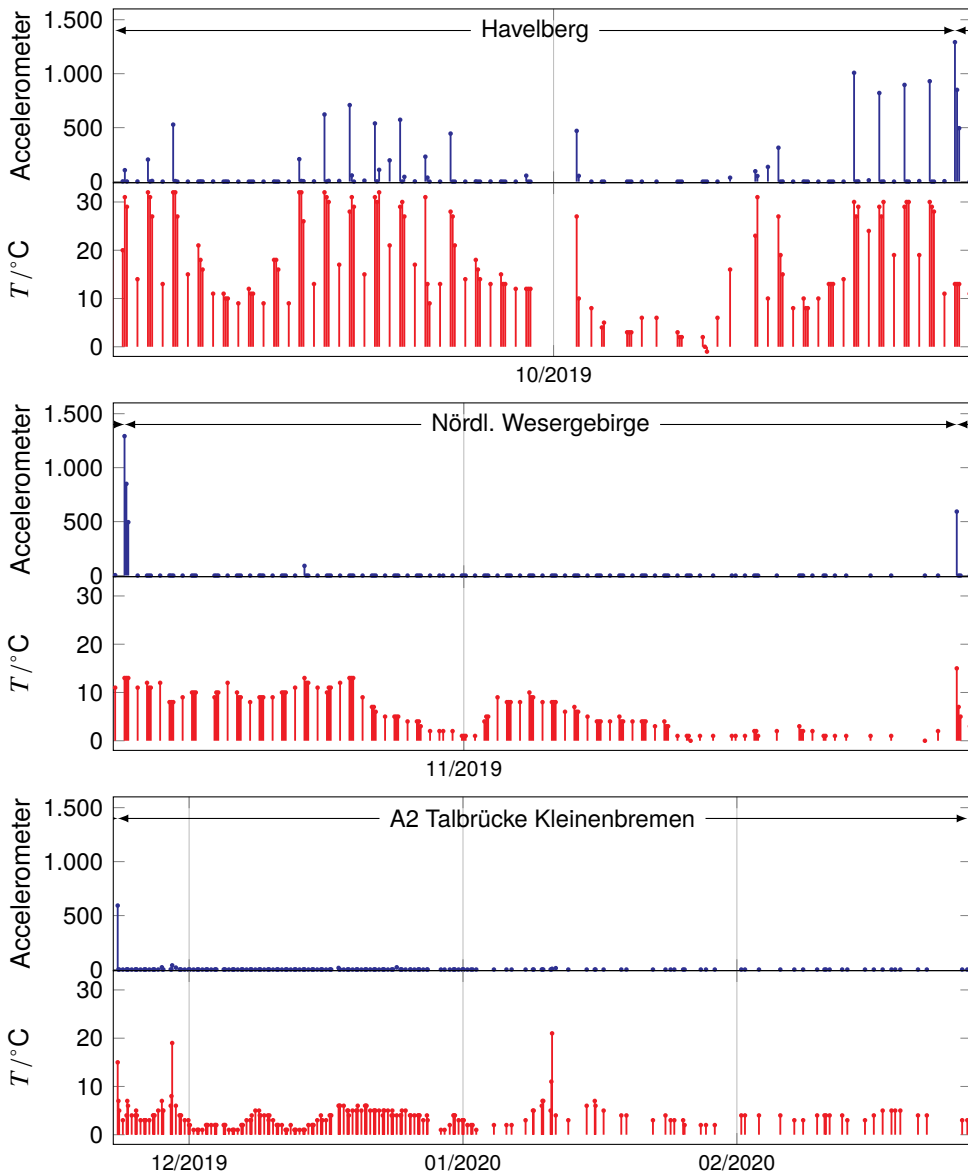 1.500
Havelberg
1.000
500
0
Accelerometer
30
20
10
0
T/°C
10/2019
1.500
Nördl. Wesergebirge
1.000
500
0
Accelerometer
30
20
10
0
T/°C
11/2019
1.500
A2 Talbrücke Kleinenbremen
1.000
500
0
Accelerometer
30
20
10
0
T/°C
12/2019 01/2020 02/2020